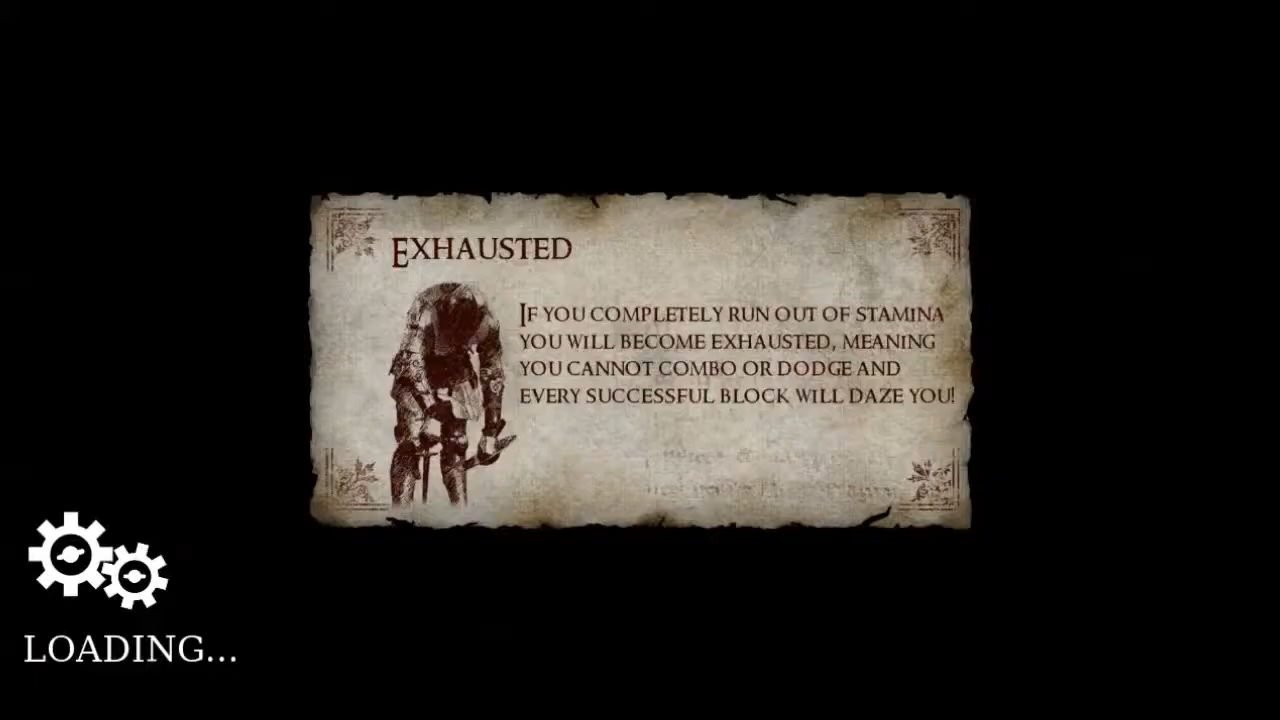 EXHAUSTED
IF YOU COMPLETELY RUN OUT OF STAMINA
YOU WILL BECOME EXHAUSTED, MEANING
YOU CANNOT COMBO OR DODGE AND
EVERY SUCCESSFUL BLOCK WILL DAZE YOU!
LOADING...